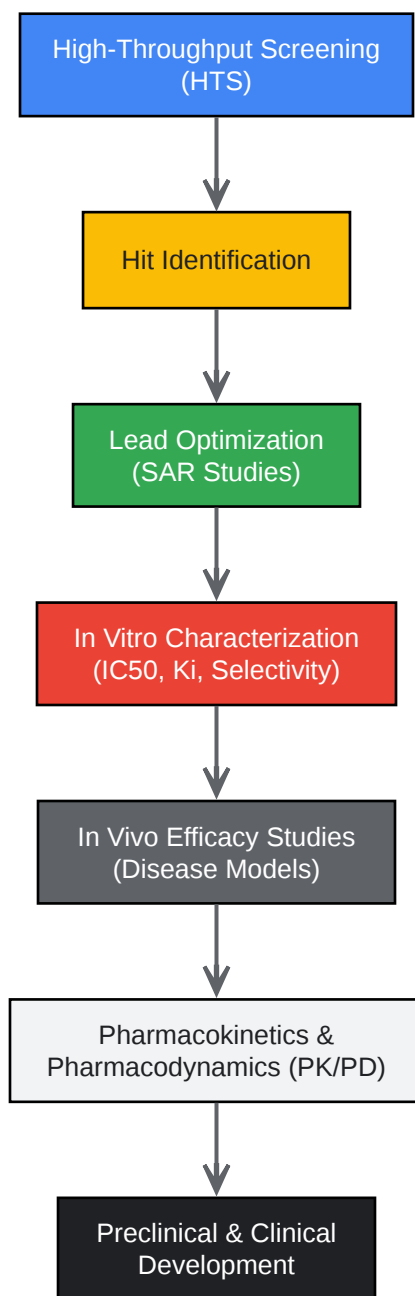 High-Throughput Screening
(HTS)
Hit Identification
Lead Optimization
(SAR Studies)
In Vitro Characterization
(IC50, Ki, Selectivity)
In Vivo Efficacy Studies
(Disease Models)
Pharmacokinetics &
Pharmacodynamics (PK/PD)
Preclinical & Clinical
Development